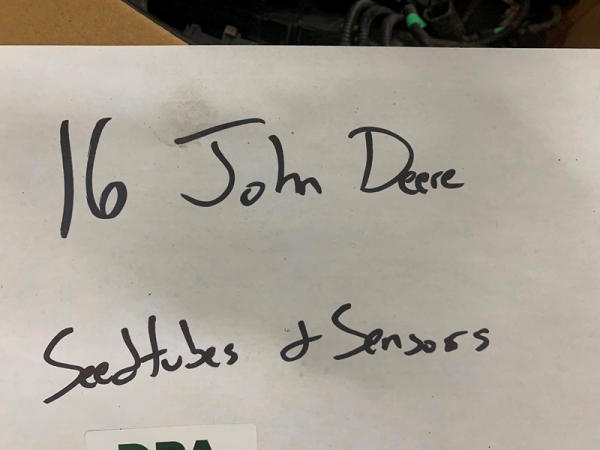 16 John Deere
Seedtubes & Sensors